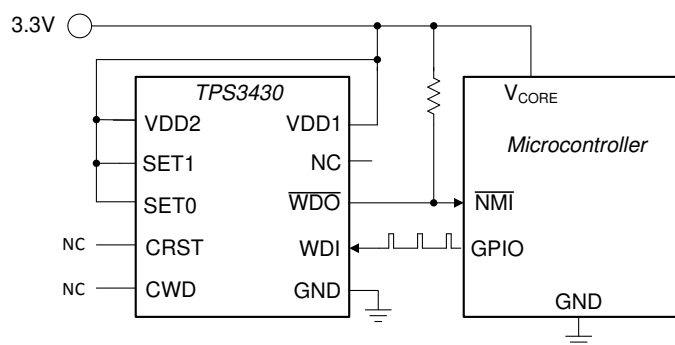 3.3V
TPS3430
VDD2 VDD1
SET1 NC
SET0 WDO
NC CRST WDI
NC CWD GND
VCORE
Microcontroller
NMI
GPIO
GND